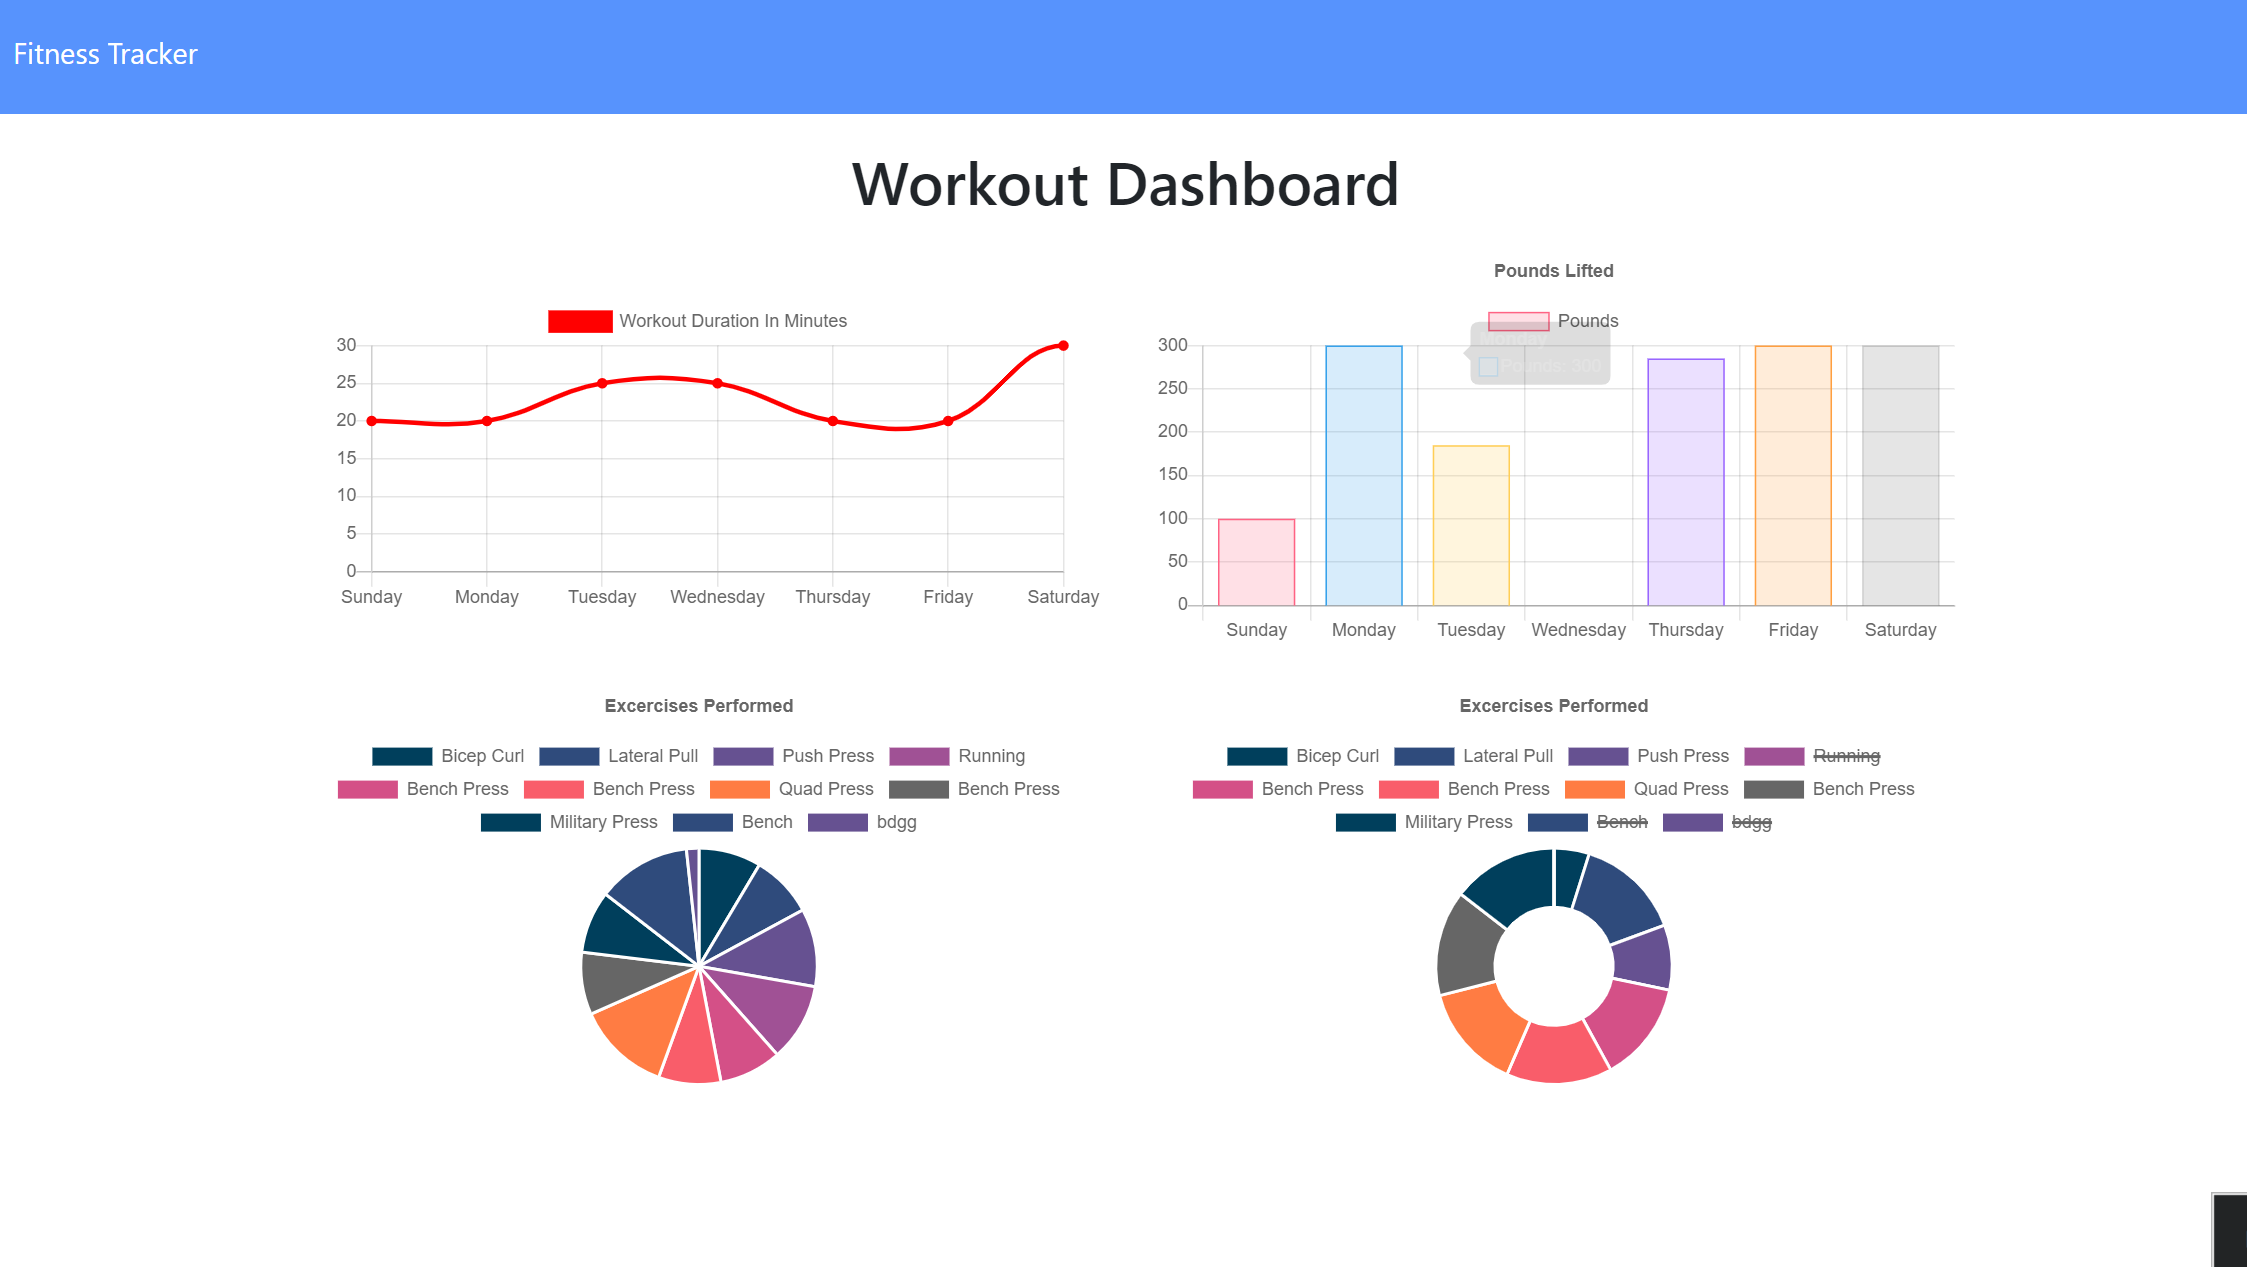 Fitness Tracker
Workout Dashboard
Workout Duration In Minutes
30
25
20
15
10
5
0
Sunday Monday Tuesday Wednesday Thursday Friday Saturday
Pounds Lifted
Pounds
Monday
Pounds: 300
300
250
200
150
100
50
0
Sunday Monday Tuesday Wednesday Thursday Friday Saturday
Excercises Performed
Bicep Curl Lateral Pull Push Press Running
Bench Press Bench Press Quad Press Bench Press
Military Press Bench bdgg
Excercises Performed
Bicep Curl Lateral Pull Push Press Running
Bench Press Bench Press Quad Press Bench Press
Military Press Bench bdgg